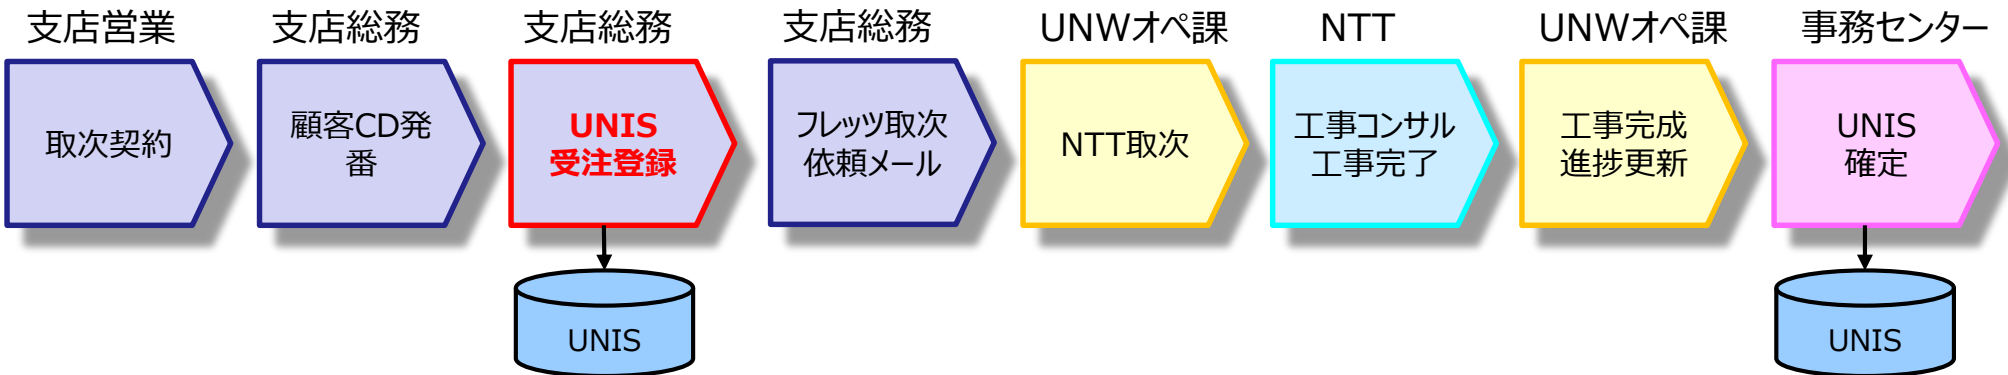 支店営業
支店総務
支店総務
支店総務
UNWオペ課
NTT
UNWオペ課
事務センター
取次契約
顧客CD発
番
UNIS
受注登録
フレッツ取次
依頼メール
NTT取次
工事コンサル
工事完了
工事完成
進捗更新
UNIS
確定
UNIS
UNIS